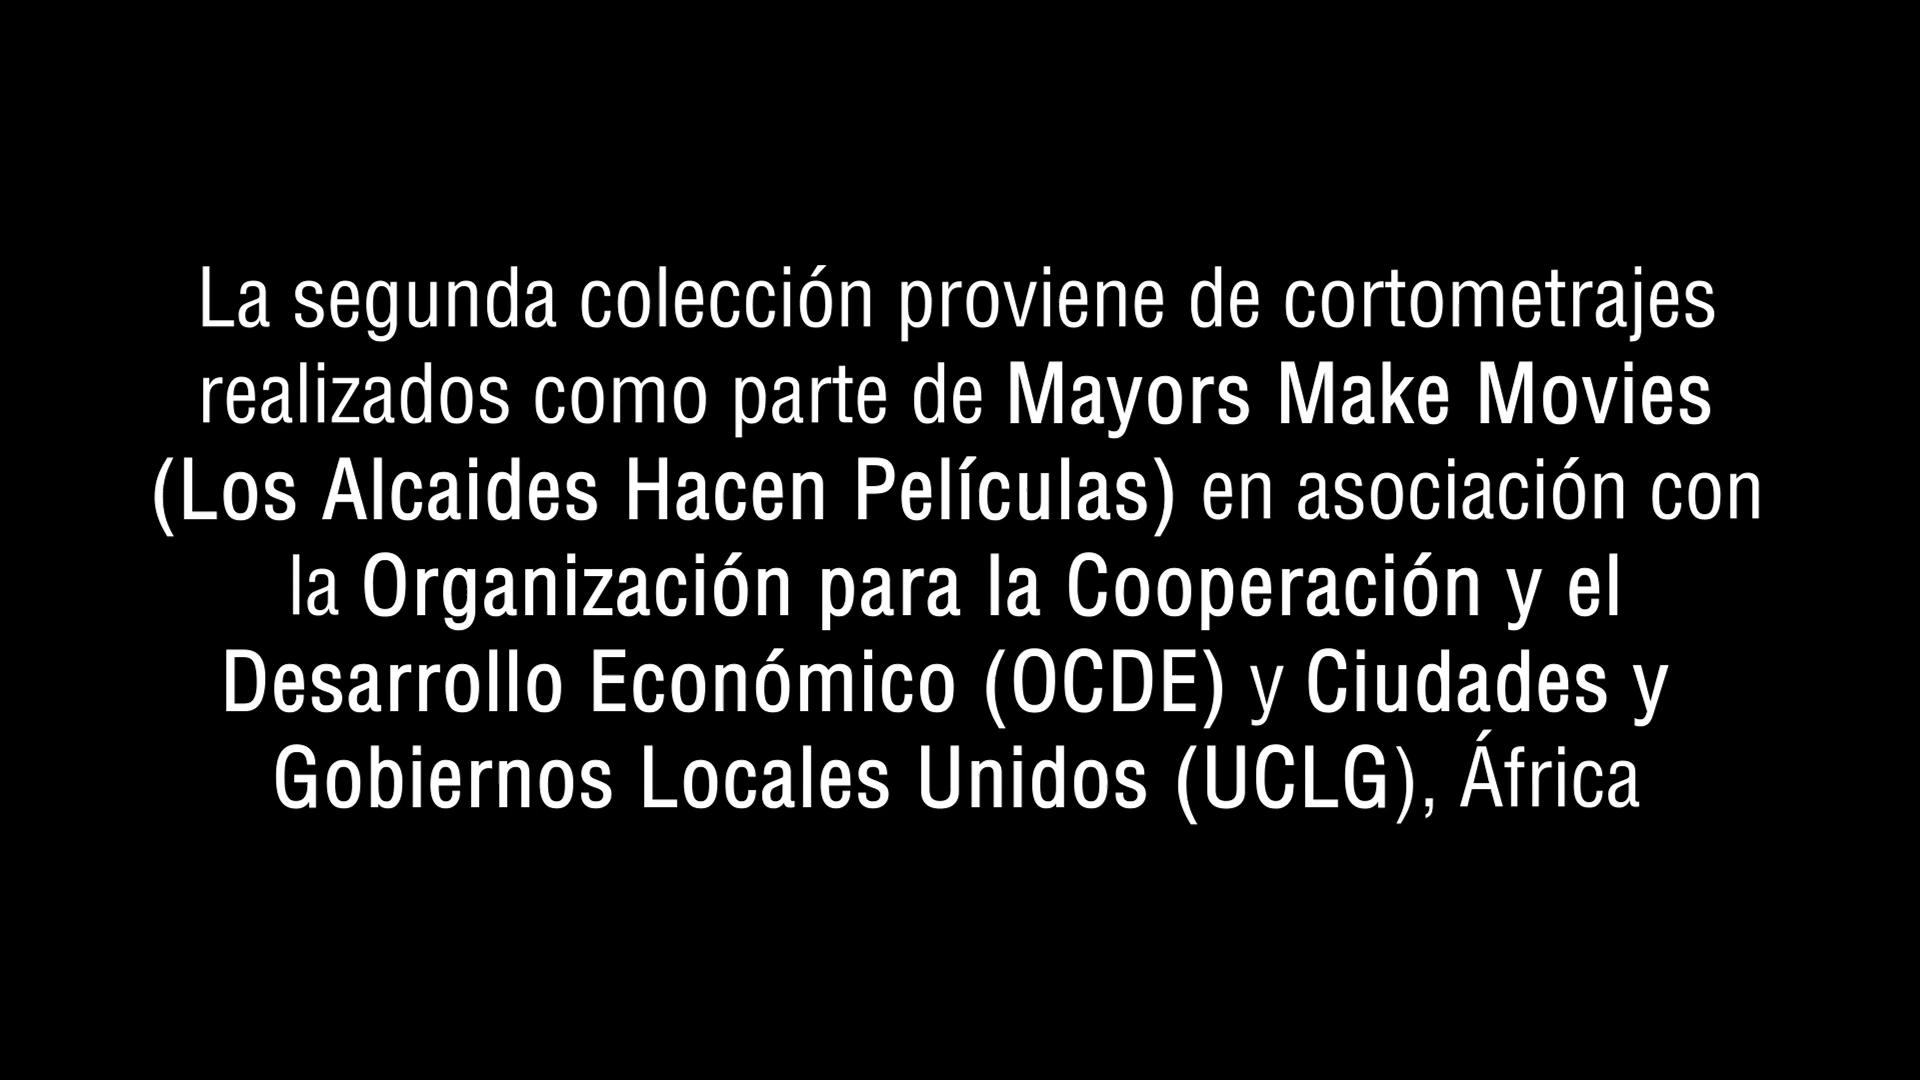 La segunda colección proviene de cortometrajes
realizados como parte de Mayors Make Movies
(Los Alcaides Hacen Películas) en asociación con
la Organización para la Cooperación y el
Desarrollo Económico (OCDE) y Ciudades y
Gobiernos Locales Unidos (UCLG), África